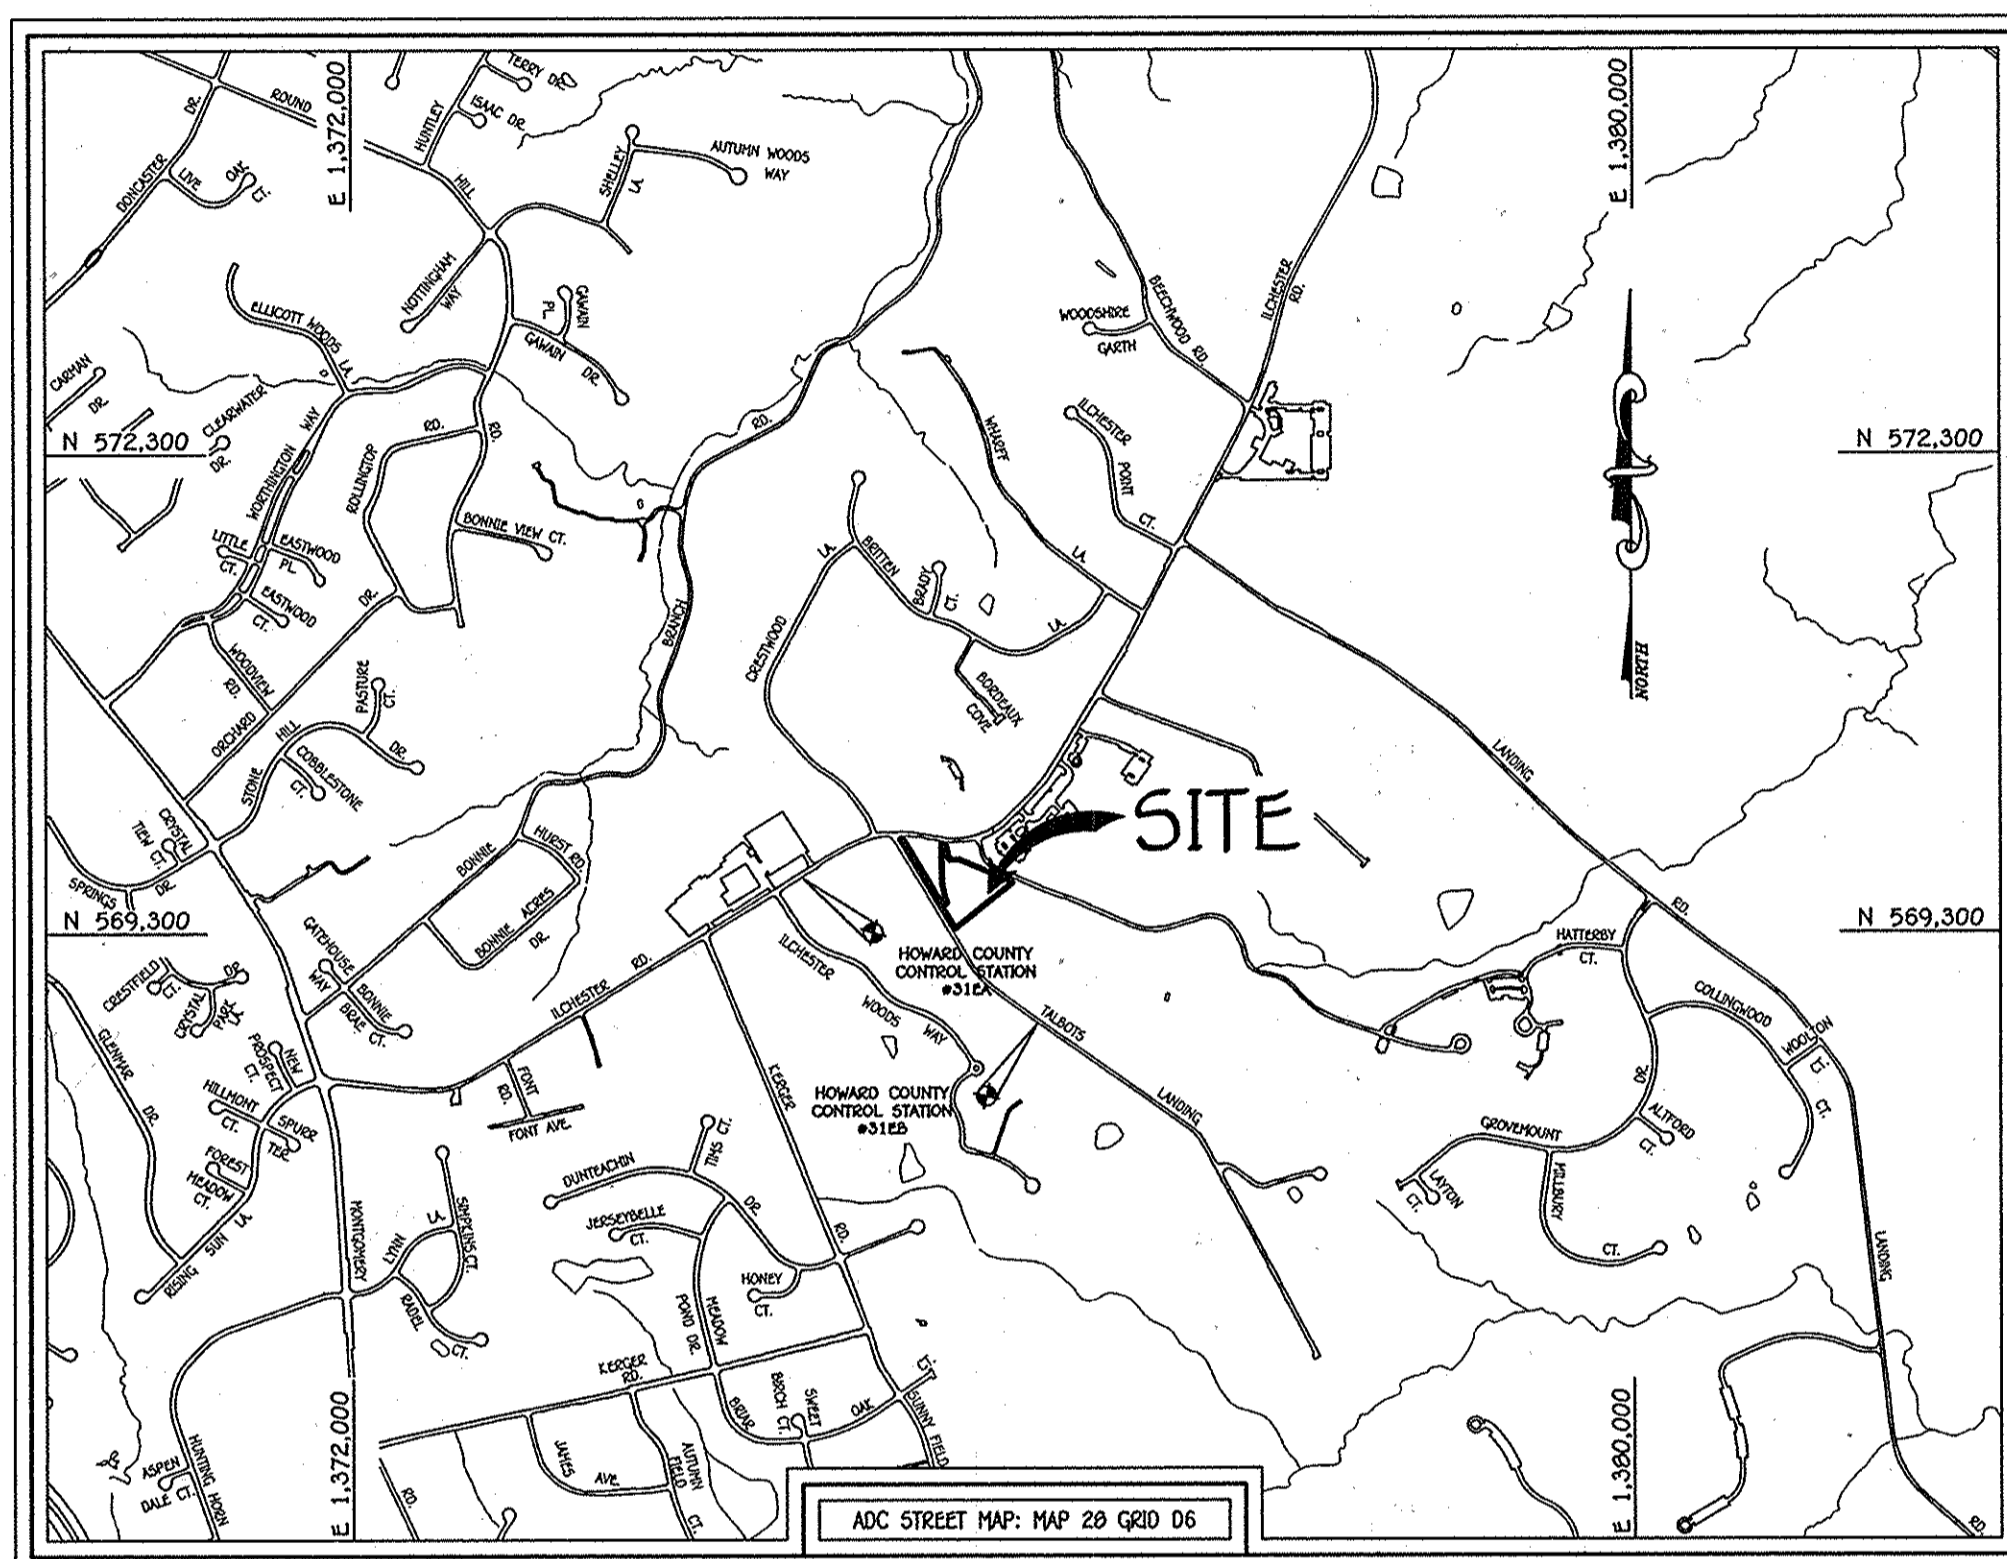 TERRY DR.
ISAAC DR.
HUNTLEY
ROUND
HILL
DR.
DONCASTER
LIVE OAK CT.
E 1,372,000
SHELLEY LA.
AUTUMN WOODS WAY
NOTTINGHAM WAY
GAWAIN PL.
GAWAIN DR.
ELLICOTT WOODS LA.
CARMAN DR.
CLEARWATER DR.
N 572,300
WORTHINGTON WAY
ROLLINGTOP RD.
RD.
BONNIE VIEW CT.
LITTLE CT.
EASTWOOD PL.
EASTWOOD CT.
WOODVIEW RD.
ORCHARD DR.
PASTURE CT.
STONE HILL DR.
COBBLESTONE CT.
CRYSTAL VIEW CT.
SPRINGS DR.
N 569,300
BONNIE BRANCH RD.
HURST RD.
BONNIE ACRES DR.
GATEHOUSE WAY
BONNIE BRAE CT.
CRESTFIELD CT.
CRYSTAL PARK LA.
DR.
GLENMAR DR.
NEW PROSPECT CT.
HILLMONT CT.
SPURR TER.
FOREST MEADOW CT.
RISING SUN LA.
MONTGOMERY
RD.
LYNN LA.
SIMPKINS CT.
RADEL CT.
HUNTING HORN
ASPEN DALE CT.
E 1,372,000
ILCHESTER RD.
FONT RD.
FONT AVE.
DUNTEACHIN DR.
TIMS CT.
JERSEYBELLE CT.
HONEY CT.
MEADOW POND DR.
KERGER RD.
KERGER RD.
BRIAR
BIRCH CT.
SWEET
OAK CT.
SUNNY FIELD
JAMES AVE.
AUTUMN FIELD CT.
ILCHESTER WOODS WAY
HOWARD COUNTY
CONTROL STATION
#31EA
HOWARD COUNTY
CONTROL STATION
#31EB
TALBOTS LANDING
SITE
CRESTWOOD LA.
BRITTEN LA.
BRADY CT.
BORDEAUX COVE
WHARFF LA.
ILCHESTER POINT CT.
WOODSHIRE GARTH
BEECHWOOD RD.
ILCHESTER RD.
E 1,380,000
N 572,300
NORTH
LANDING RD.
N 569,300
HATTERBY CT.
COLLINGWOOD CT.
WOOLTON CT.
GROVEMOUNT DR.
ALTFORD CT.
LAYTON CT.
MILLBURY CT.
LANDING RD.
E 1,380,000
ADC STREET MAP: MAP 28 GRID D6